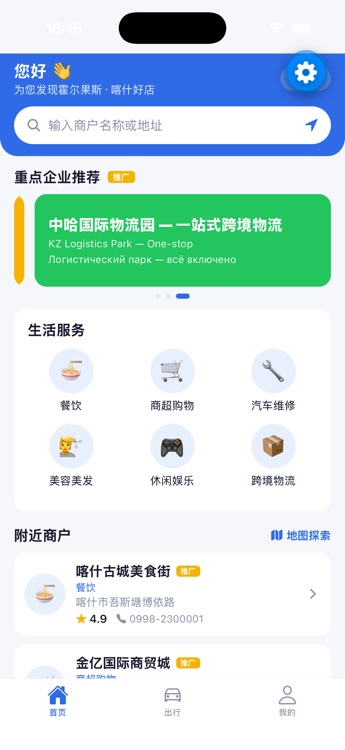 16:16
您好 👋
为您发现霍尔果斯 · 喀什好店
输入商户名称或地址
重点企业推荐 推广
中哈国际物流园 — 一站式跨境物流
KZ Logistics Park — One-stop
Логистический парк — всё включено
生活服务
餐饮 商超购物 汽车维修
美容美发 休闲娱乐 跨境物流
附近商户 地图探索
喀什古城美食街 推广
餐饮
喀什市吾斯塘博依路
★ 4.9 0998-2300001
金亿国际商贸城 推广
商超购物
首页 出行 我的